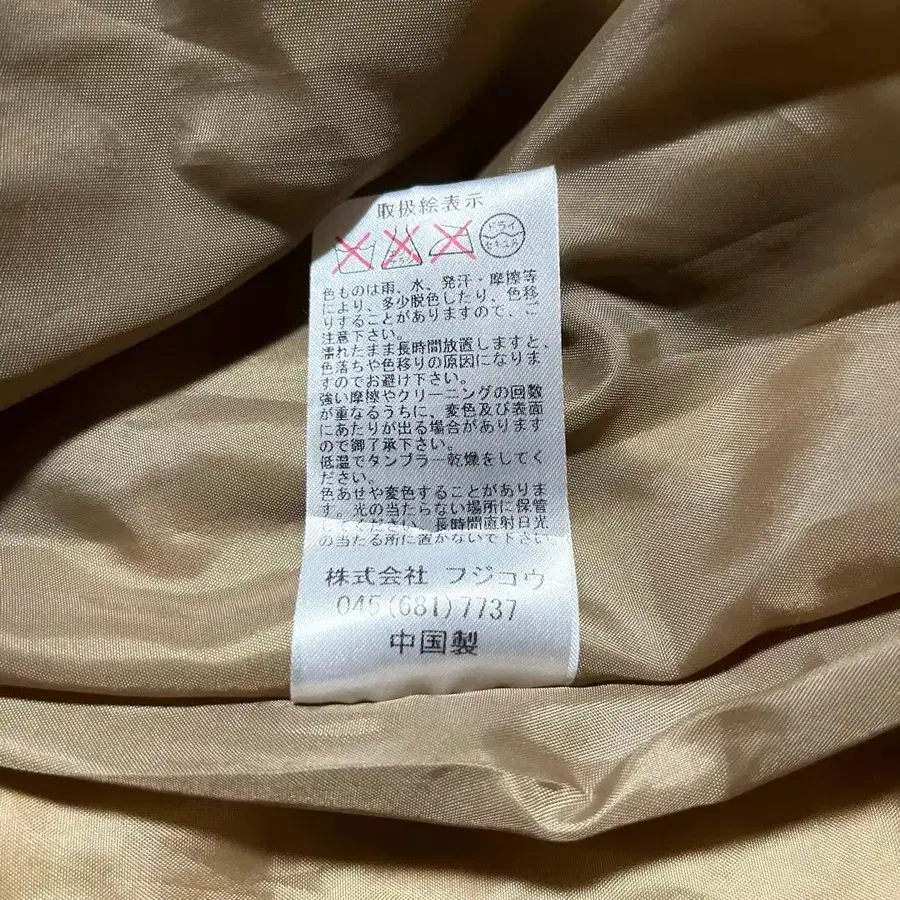 取扱絵表示
ドライ
セキユ系
色ものは雨、水、発汗・摩擦等
により、多少脱色したり、色移
りすることがありますので、ご
注意下さい。
濡れたまま長時間放置しますと、
色落ちや色移りの原因になりま
すのでお避け下さい。
強い摩擦やクリーニングの回数
が重なるうちに、変色及び表面
にあたりが出る場合があります
ので御了承下さい。
低温でタンブラー乾燥をしてく
ださい。
色あせや変色することがありま
す。光の当たらない場所に保管
してください。長時間直射日光
の当たる所に置かないで下さい
株式会社 フジコウ
045(681)7737
中国製